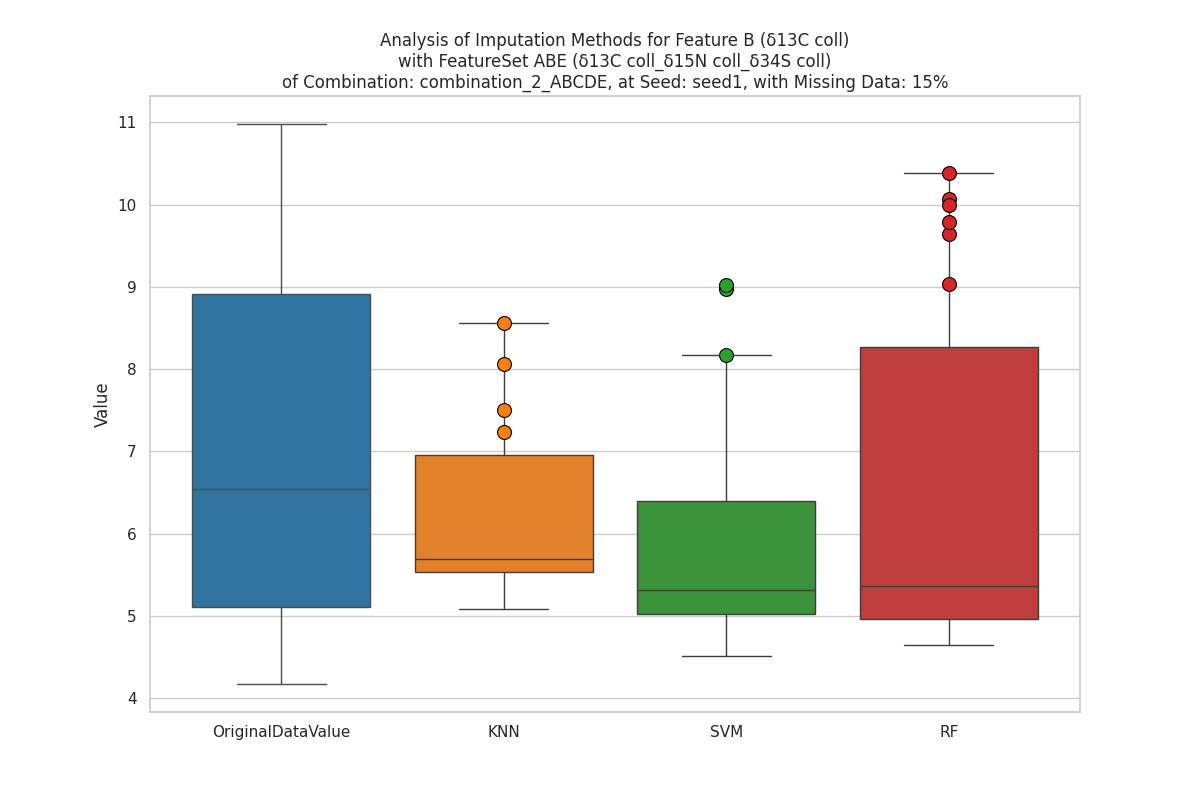 Analysis of Imputation Methods for Feature B (δ13C coll)
with FeatureSet ABE (δ13C coll_δ15N coll_δ34S coll)
of Combination: combination_2_ABCDE, at Seed: seed1, with Missing Data: 15%
11
10
9
8
7
6
5
4
Value
OriginalDataValue
KNN
SVM
RF